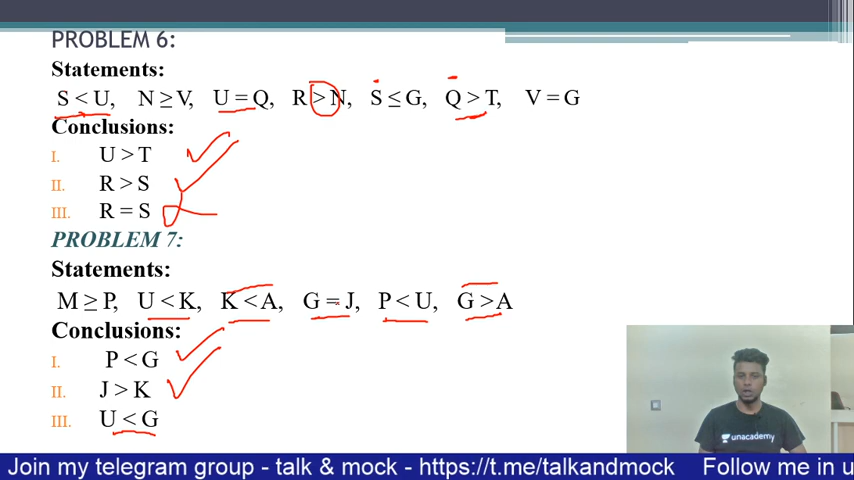 PROBLEM 6:
Statements:
S < U, N ≥ V, U = Q, R > N, S ≤ G, Q > T, V = G
Conclusions:
I. U > T
II. R > S
III. R = S
PROBLEM 7:
Statements:
M ≥ P, U < K, K < A, G = J, P < U, G > A
Conclusions:
I. P < G
II. J > K
III. U < G
unacademy
Join my telegram group - talk & mock - https://t.me/talkandmock Follow me in u